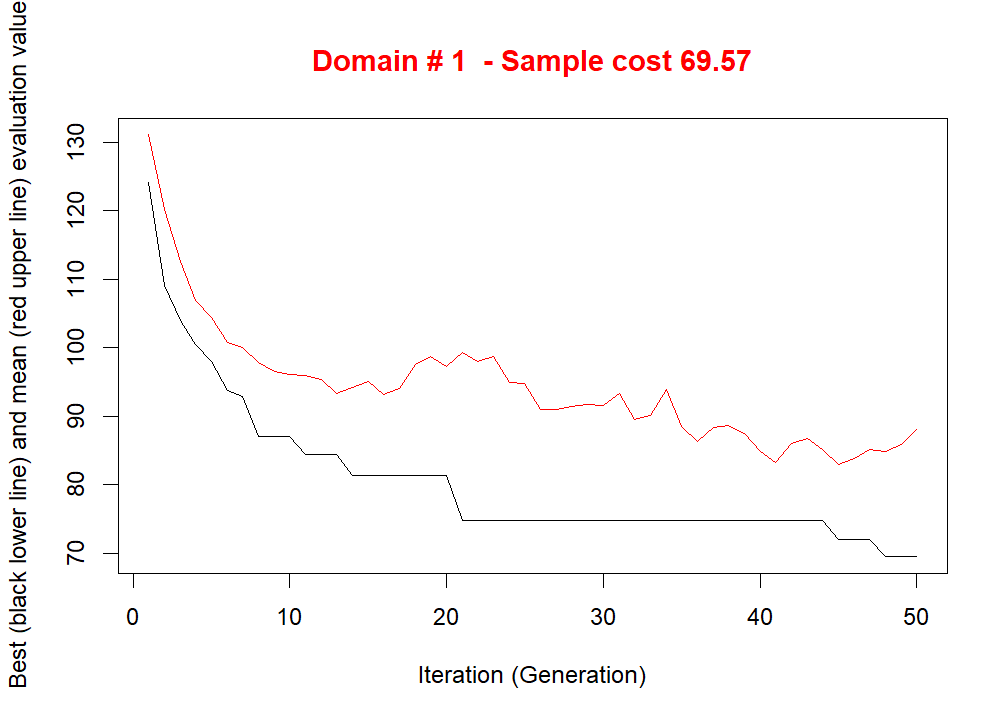 Domain # 1  - Sample cost 69.57
Best (black lower line) and mean (red upper line) evaluation value
130
120
110
100
90
80
70
0 10 20 30 40 50
Iteration (Generation)